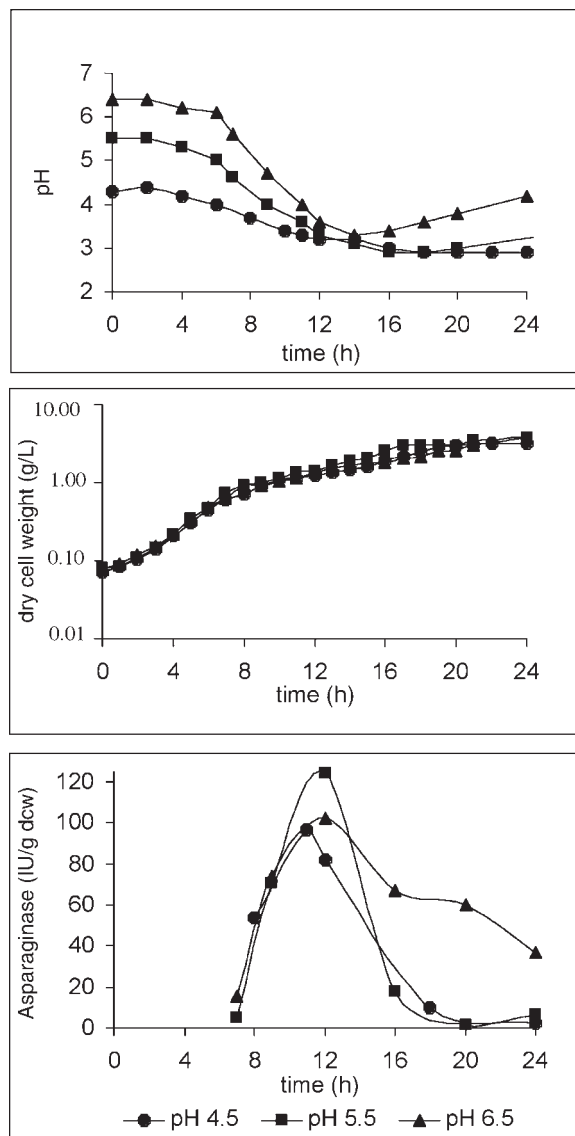 7
6
5
4
3
2
pH
0 4 8 12 16 20 24
time (h)
10.00
1.00
0.10
0.01
dry cell weight (g/L)
0 4 8 12 16 20 24
time (h)
120
100
80
60
40
20
0
Asparaginase (IU/g dcw)
0 4 8 12 16 20 24
time (h)
pH 4.5 pH 5.5 pH 6.5